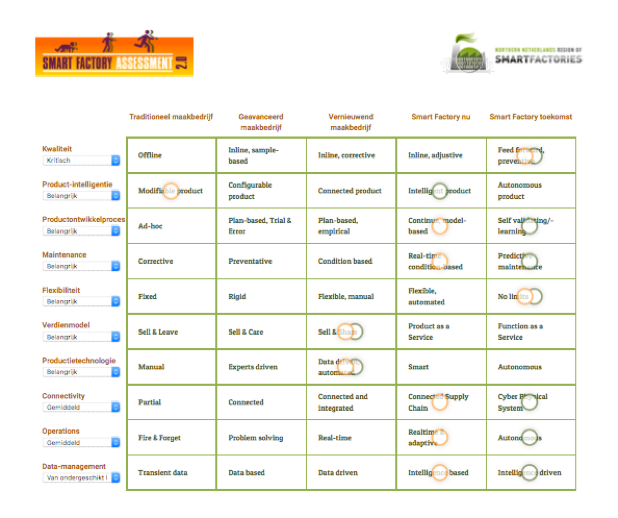 SMART FACTORY ASSESSMENT 2.0
NORTHERN NETHERLANDS REGION OF
SMARTFACTORIES
Traditioneel maakbedrijf
Geavanceerd
maakbedrijf
Vernieuwend
maakbedrijf
Smart Factory nu
Smart Factory toekomst
Kwaliteit
Kritisch
Offline
Inline, sample-
based
Inline, corrective
Inline, adjustive
Feed forward,
preventive
Product-intelligentie
Belangrijk
Modifiable product
Configurable
product
Connected product
Intelligent product
Autonomous
product
Productontwikkelproces
Belangrijk
Ad-hoc
Plan-based, Trial &
Error
Plan-based,
empirical
Continue, model-
based
Self validating/-
learning
Maintenance
Belangrijk
Corrective
Preventative
Condition based
Real-time
condition-based
Predictive
maintenance
Flexibiliteit
Belangrijk
Fixed
Rigid
Flexible, manual
Flexible,
automated
No limits
Verdienmodel
Belangrijk
Sell & Leave
Sell & Care
Sell & Share
Product as a
Service
Function as a
Service
Productietechnologie
Belangrijk
Manual
Experts driven
Data driven
automated
Smart
Autonomous
Connectivity
Gemiddeld
Partial
Connected
Connected and
integrated
Connected Supply
Chain
Cyber Physical
System
Operations
Gemiddeld
Fire & Forget
Problem solving
Real-time
Realtime &
adaptive
Autonomous
Data-management
Van ondergeschikt l
Transient data
Data based
Data driven
Intelligence based
Intelligence driven